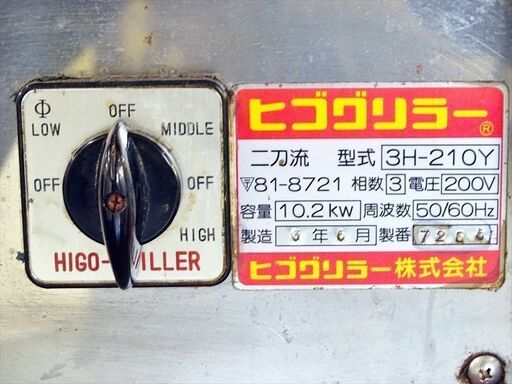 Φ
OFF
LOW
MIDDLE
OFF
OFF
HIGH
ヒゴグリラー®
二刀流 型式 3H-210Y
81-8721 相数 3 電圧 200V
容量 10.2kw 周波数 50/60Hz
製造 年 6月 製番
ヒゴグリラー株式会社